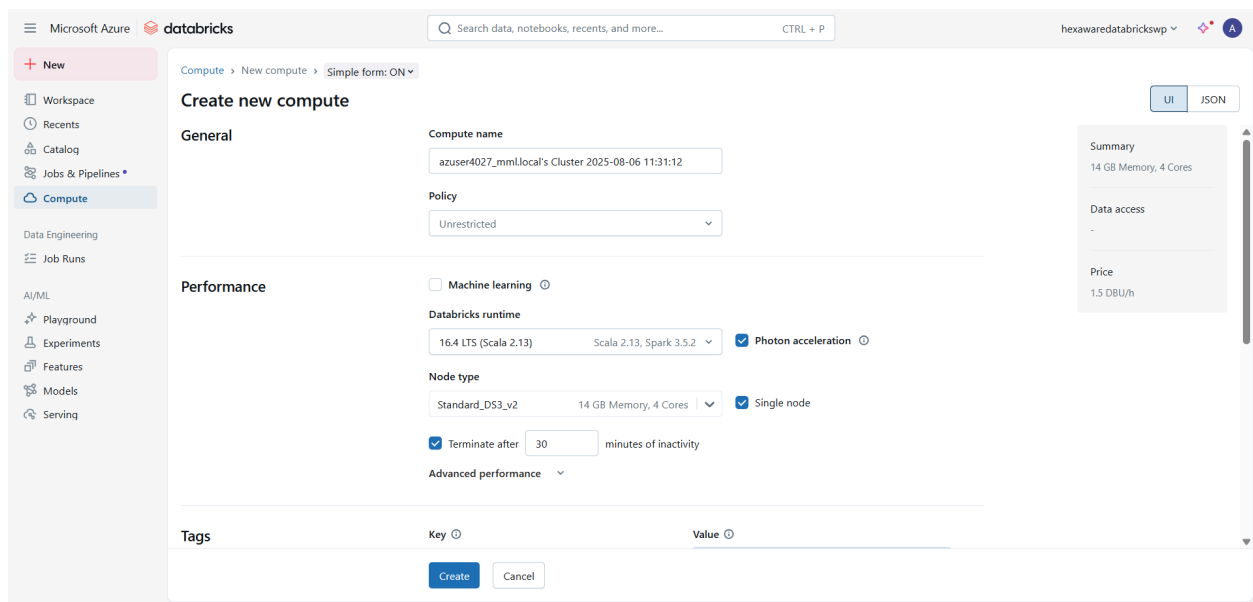 Microsoft Azure databricks
Search data, notebooks, recents, and more... CTRL + P
hexawaredatabrickswp
A
New
Workspace
Recents
Catalog
Jobs & Pipelines
Compute
Data Engineering
Job Runs
AI/ML
Playground
Experiments
Features
Models
Serving
Compute › New compute › Simple form: ON
Create new compute
UI JSON
General
Compute name
azuser4027_mml.local's Cluster 2025-08-06 11:31:12
Policy
Unrestricted
Performance
Machine learning
Databricks runtime
16.4 LTS (Scala 2.13) Scala 2.13, Spark 3.5.2
Photon acceleration
Node type
Standard_DS3_v2 14 GB Memory, 4 Cores
Single node
Terminate after 30 minutes of inactivity
Advanced performance
Tags
Key Value
Create Cancel
Summary
14 GB Memory, 4 Cores
Data access
-
Price
1.5 DBU/h